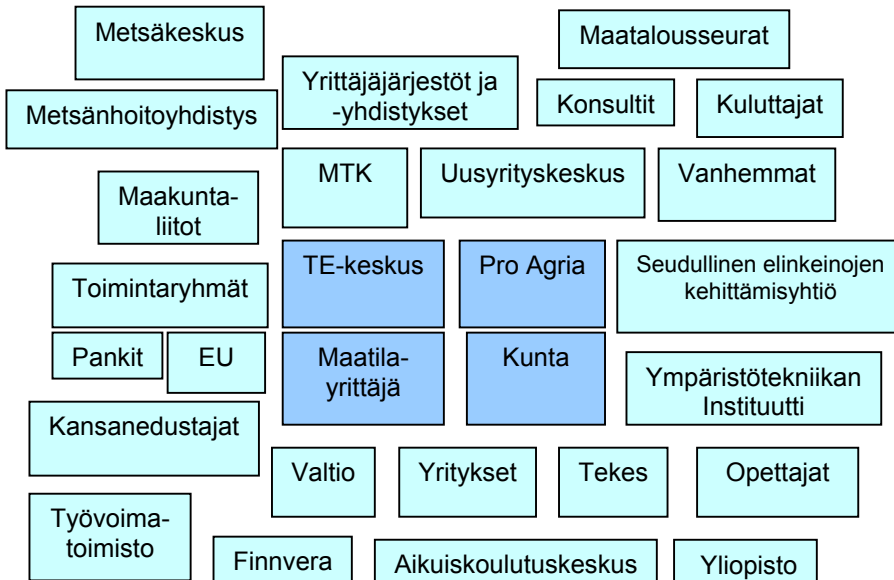 Metsäkeskus
Maatalousseurat
Yrittäjäjärjestöt ja
-yhdistykset
Konsultit
Kuluttajat
Metsänhoitoyhdistys
MTK
Uusyrityskeskus
Vanhemmat
Maakunta-
liitot
TE-keskus
Pro Agria
Seudullinen elinkeinojen
kehittämisyhtiö
Toimintaryhmät
Pankit
EU
Maatila-
yrittäjä
Kunta
Ympäristötekniikan
Instituutti
Kansanedustajat
Valtio
Yritykset
Tekes
Opettajat
Työvoima-
toimisto
Finnvera
Aikuiskoulutuskeskus
Yliopisto